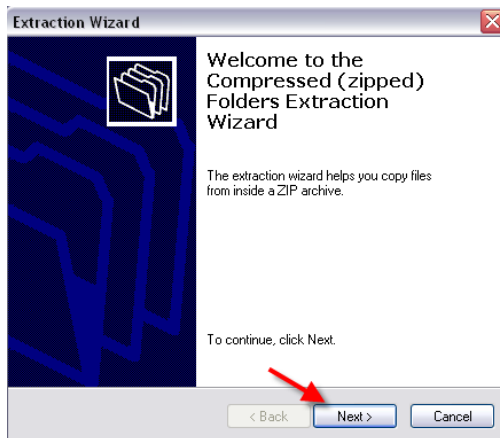 Extraction Wizard
Welcome to the
Compressed (zipped)
Folders Extraction
Wizard
The extraction wizard helps you copy files
from inside a ZIP archive.
To continue, click Next.
< Back
Next >
Cancel